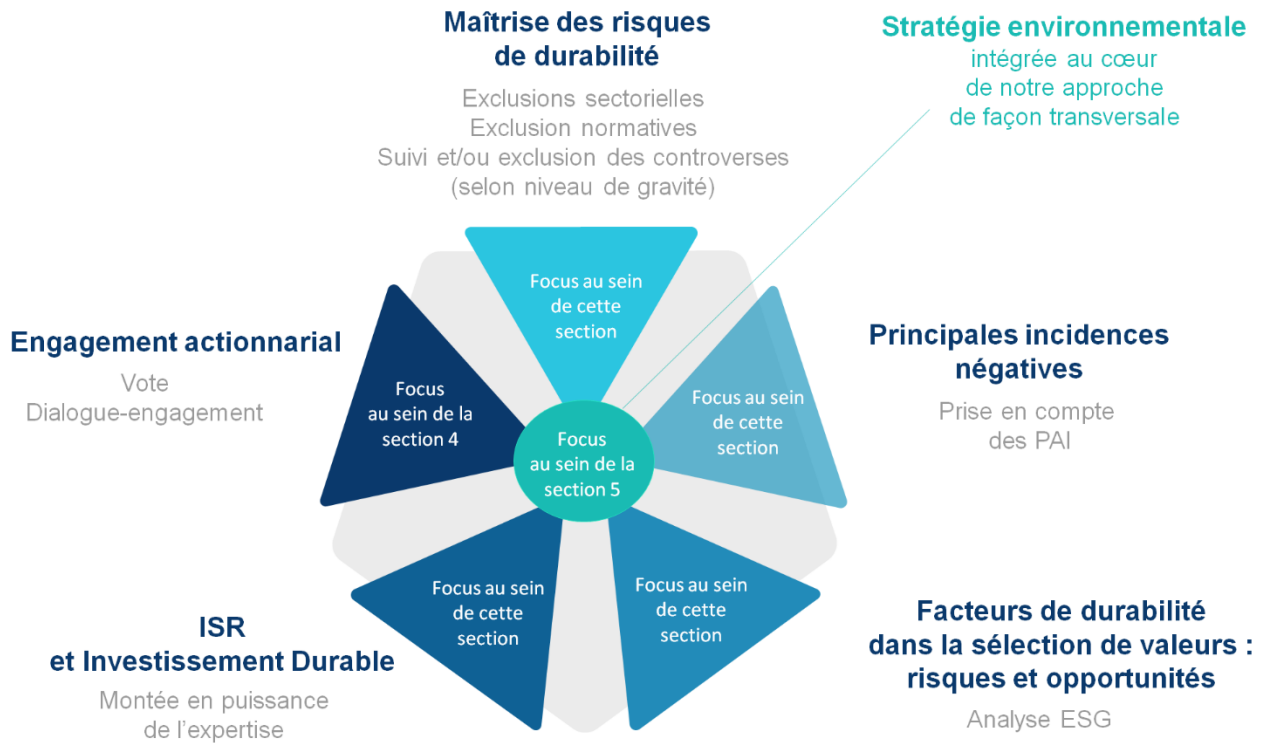 Maîtrise des risques
de durabilité
Exclusions sectorielles
Exclusion normatives
Suivi et/ou exclusion des controverses
(selon niveau de gravité)
Stratégie environnementale
intégrée au cœur
de notre approche
de façon transversale
Focus au sein
de cette
section
Engagement actionnarial
Vote
Dialogue-engagement
Focus
au sein de la
section 4
Focus au sein
de cette
section
Principales incidences
négatives
Prise en compte
des PAI
Focus
au sein de la
section 5
Focus au sein
de cette
section
Focus au sein
de cette
section
ISR
et Investissement Durable
Montée en puissance
de l'expertise
Facteurs de durabilité
dans la sélection de valeurs :
risques et opportunités
Analyse ESG